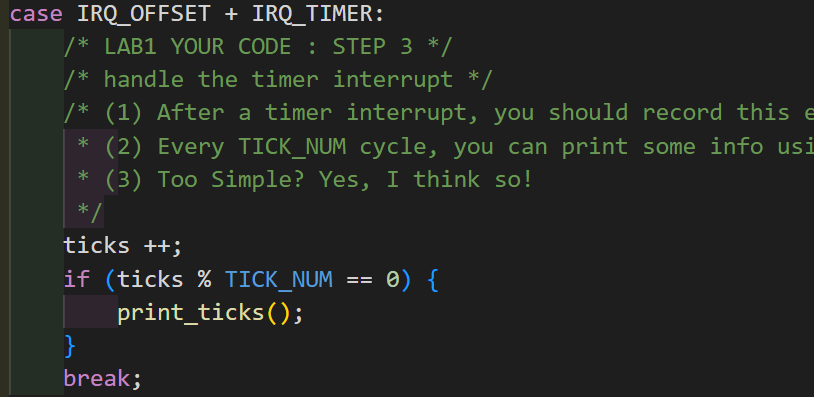 case IRQ_OFFSET + IRQ_TIMER:
/* LAB1 YOUR CODE : STEP 3 */
/* handle the timer interrupt */
/* (1) After a timer interrupt, you should record this e
* (2) Every TICK_NUM cycle, you can print some info usi
* (3) Too Simple? Yes, I think so!
*/
ticks ++;
if (ticks % TICK_NUM == 0) {
print_ticks();
}
break;